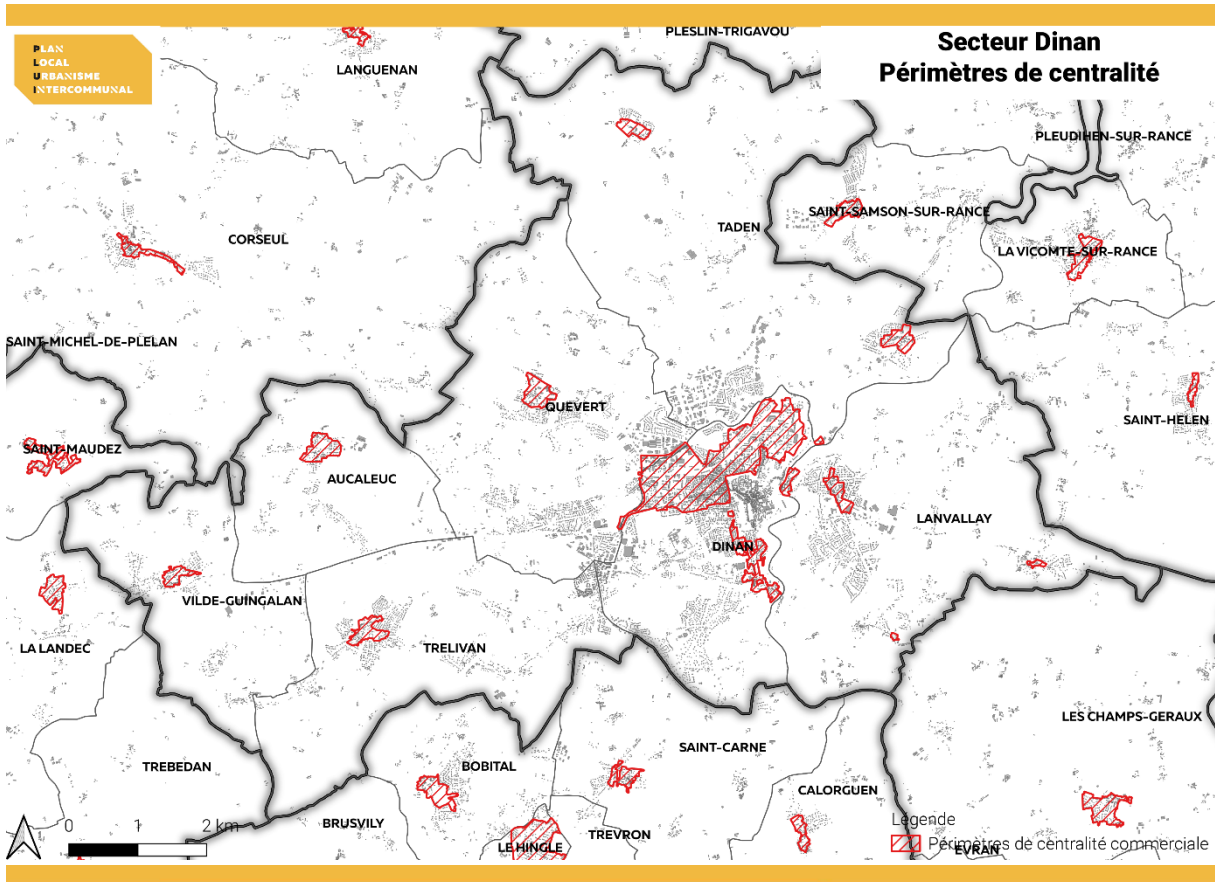 PLAN
LOCAL
URBANISME
INTERCOMMUNAL
Secteur Dinan
Périmètres de centralité
PLESLIN-TRIGAVOU
LANGUENAN
PLEUDIHEN-SUR-RANCE
SAINT-SAMSON-SUR-RANCE
TADEN
CORSEUL
LA VICOMTE-SUR-RANCE
SAINT-MICHEL-DE-PLELAN
QUEVERT
SAINT-HELEN
SAINT-MAUDEZ
AUCALEUC
LANVALLAY
DINAN
VILDE-GUINGALAN
LA LANDEC
TRELIVAN
LES CHAMPS-GERAUX
SAINT-CARNE
TREBEDAN
BOBITAL
CALORGUEN
BRUSVILY
TREVRON
LE HINGLE
EVRAN
0 1 2 km
Légende
Périmètres de centralité commerciale